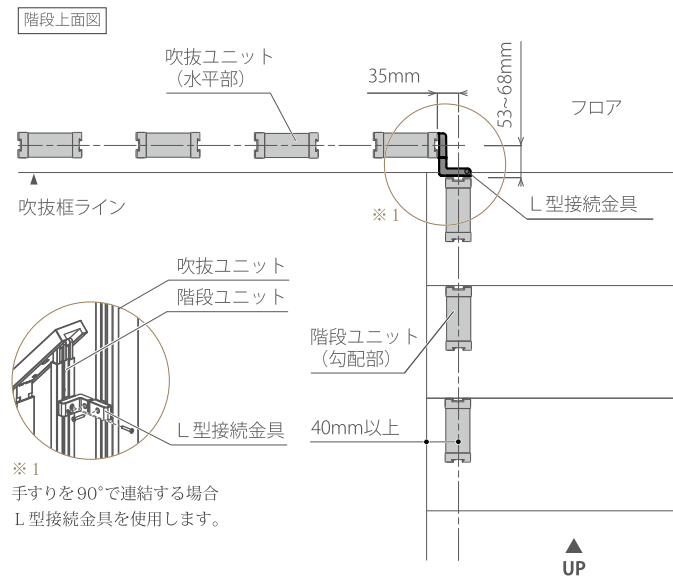 階段上面図
吹抜ユニット
（水平部）
35mm
53~68mm
フロア
※1
L型接続金具
吹抜框ライン
吹抜ユニット
階段ユニット
階段ユニット
（勾配部）
L型接続金具
40mm以上
※1
手すりを90°で連結する場合
L型接続金具を使用します。
UP